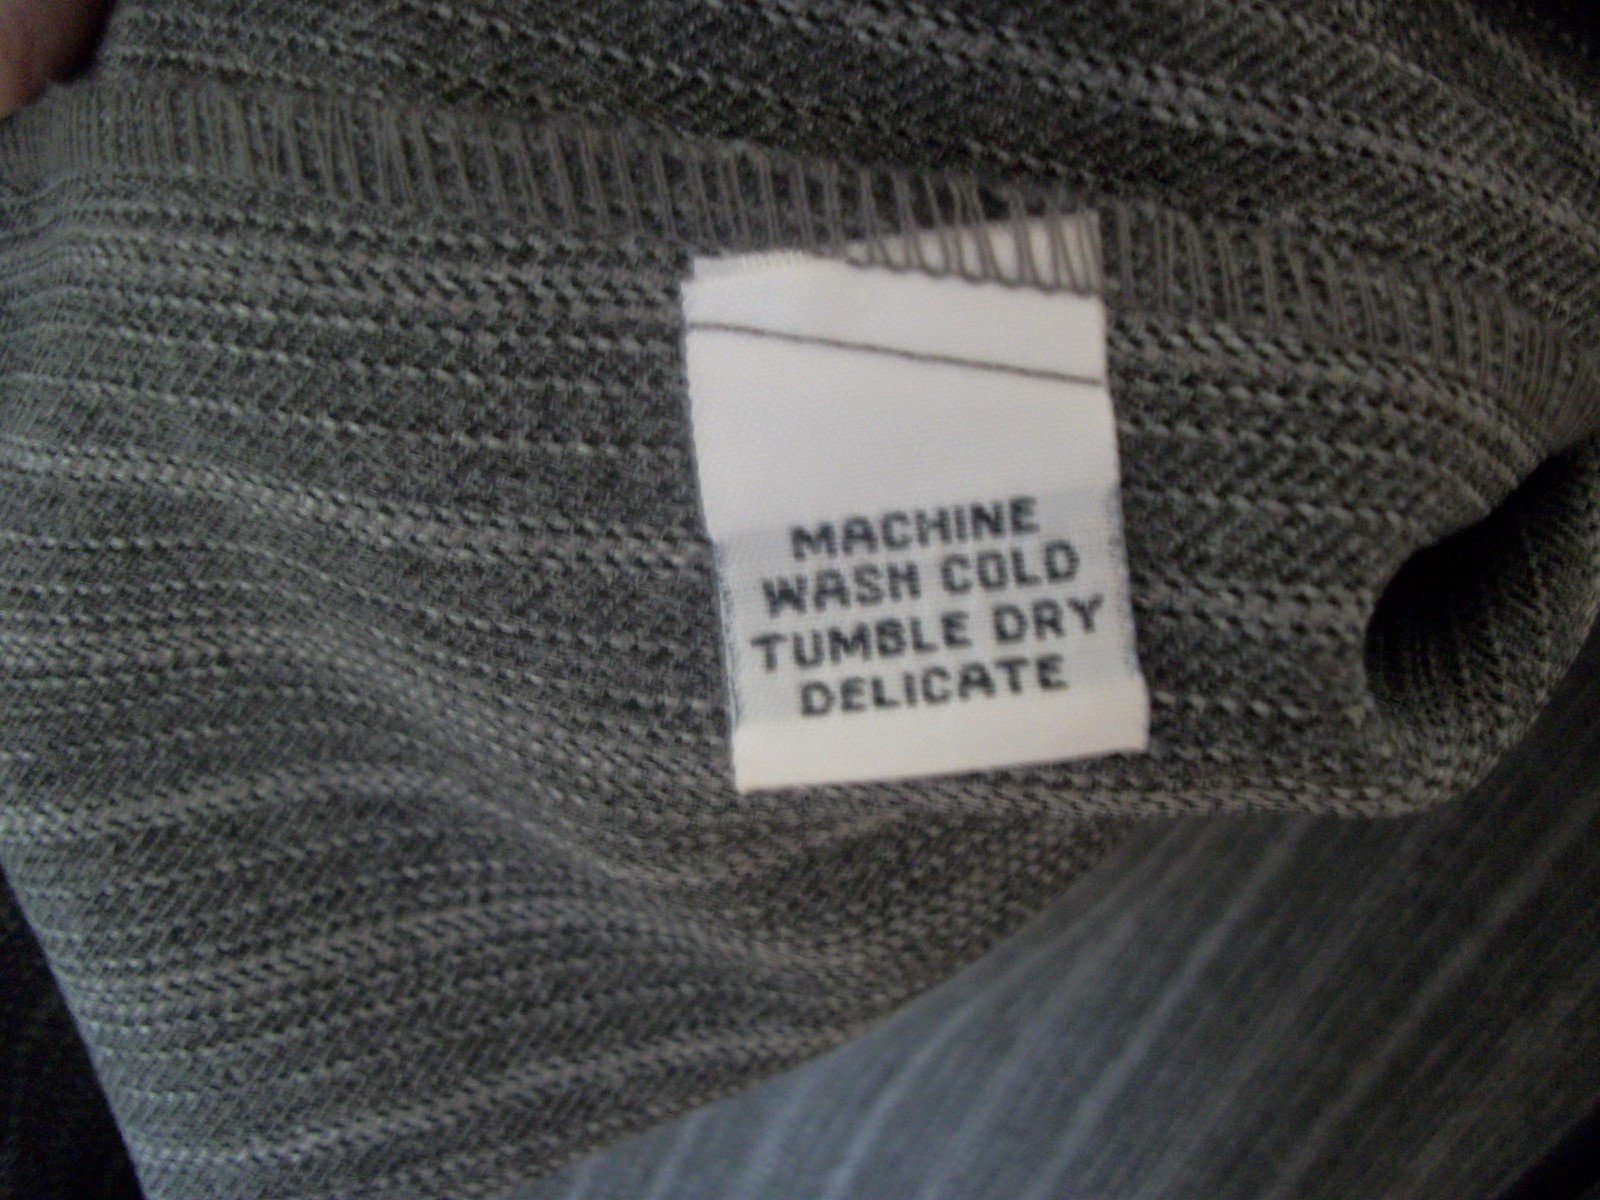 MACHINE
WASH COLD
TUMBLE DRY
DELICATE